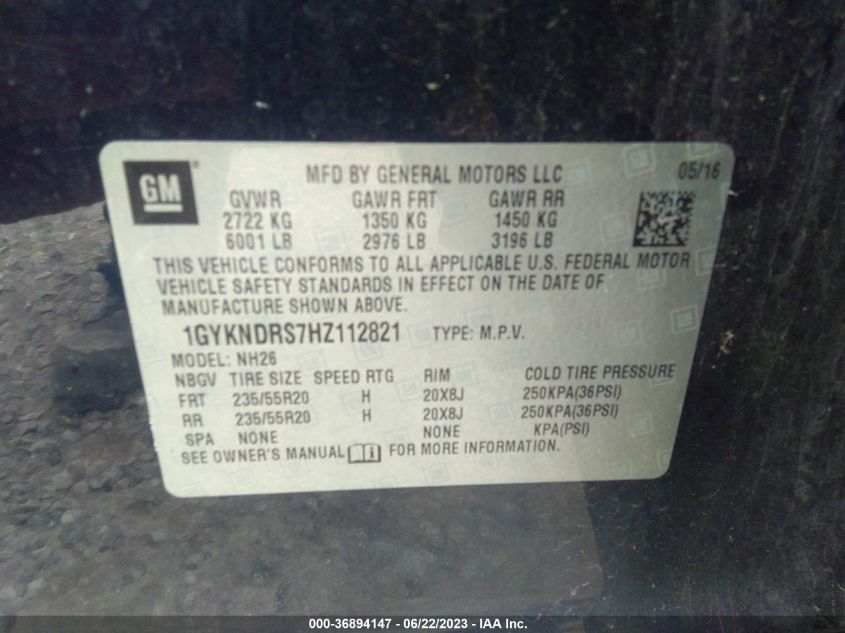 GM®
MFD BY GENERAL MOTORS LLC 05/16
GVWR GAWR FRT GAWR RR
2722 KG 1350 KG 1450 KG
6001 LB 2976 LB 3196 LB
THIS VEHICLE CONFORMS TO ALL APPLICABLE U.S. FEDERAL MOTOR
VEHICLE SAFETY STANDARDS IN EFFECT ON THE DATE OF
MANUFACTURE SHOWN ABOVE.
1GYKNDRS7HZ112821 TYPE: M.P.V.
MODEL: NH26
NBGV TIRE SIZE SPEED RTG RIM COLD TIRE PRESSURE
FRT 235/55R20 H 20X8J 250KPA(36PSI)
RR 235/55R20 H 20X8J 250KPA(36PSI)
SPA NONE NONE KPA(PSI)
SEE OWNER'S MANUAL i FOR MORE INFORMATION.
000-36894147 - 06/22/2023 - IAA Inc.